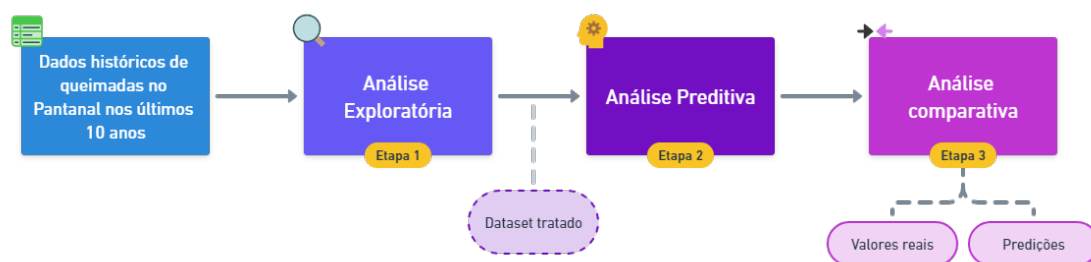 Dados históricos de
queimadas no
Pantanal nos últimos
10 anos
Análise
Exploratória
Etapa 1
Dataset tratado
Análise Preditiva
Etapa 2
Análise
comparativa
Etapa 3
Valores reais
Predições